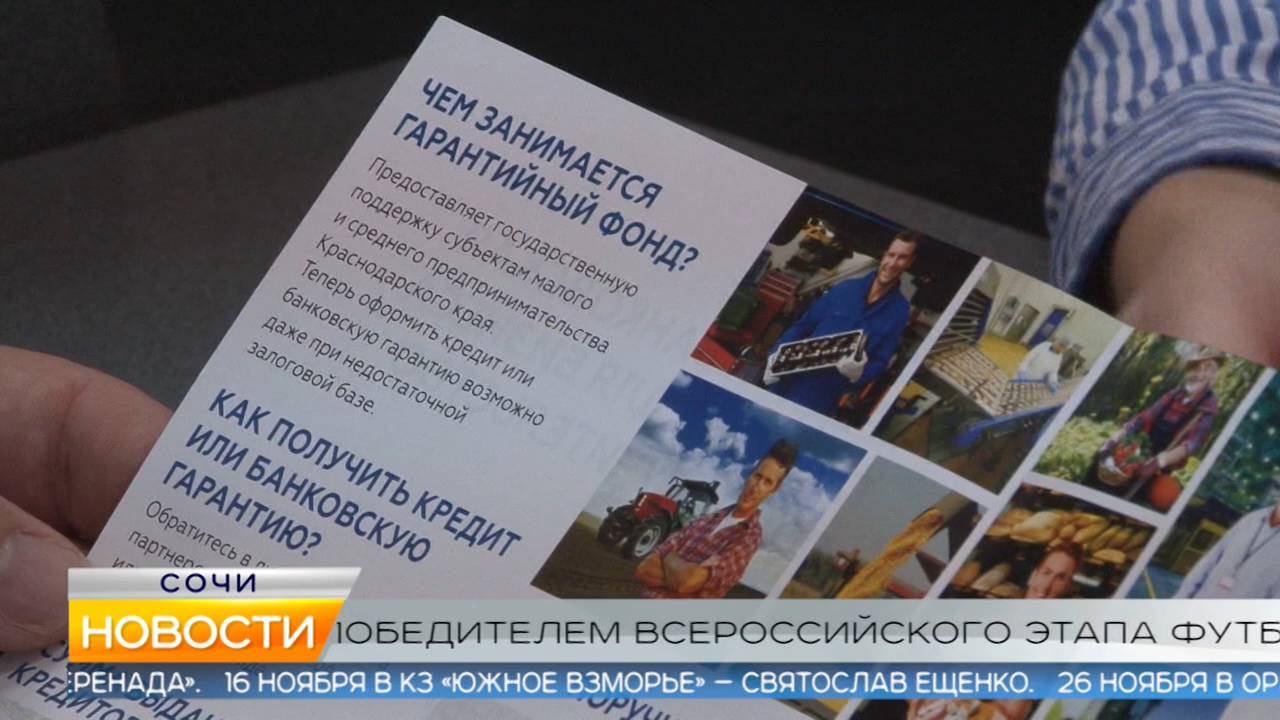 ЧЕМ ЗАНИМАЕТСЯ
ГАРАНТИЙНЫЙ ФОНД?
Предоставляет государственную
поддержку субъектам малого
и среднего предпринимательства
Краснодарского края.
Теперь оформить кредит или
банковскую гарантию возможно
даже при недостаточной
залоговой базе.
КАК ПОЛУЧИТЬ КРЕДИТ
ИЛИ БАНКОВСКУЮ
ГАРАНТИЮ?
Обратитесь в
СОЧИ
НОВОСТИ
ПОБЕДИТЕЛЕМ ВСЕРОССИЙСКОГО ЭТАПА ФУТБ
ЕРЕНАДА». 16 НОЯБРЯ В КЗ «ЮЖНОЕ ВЗМОРЬЕ» – СВЯТОСЛАВ ЕЩЕНКО. 26 НОЯБРЯ В ОР